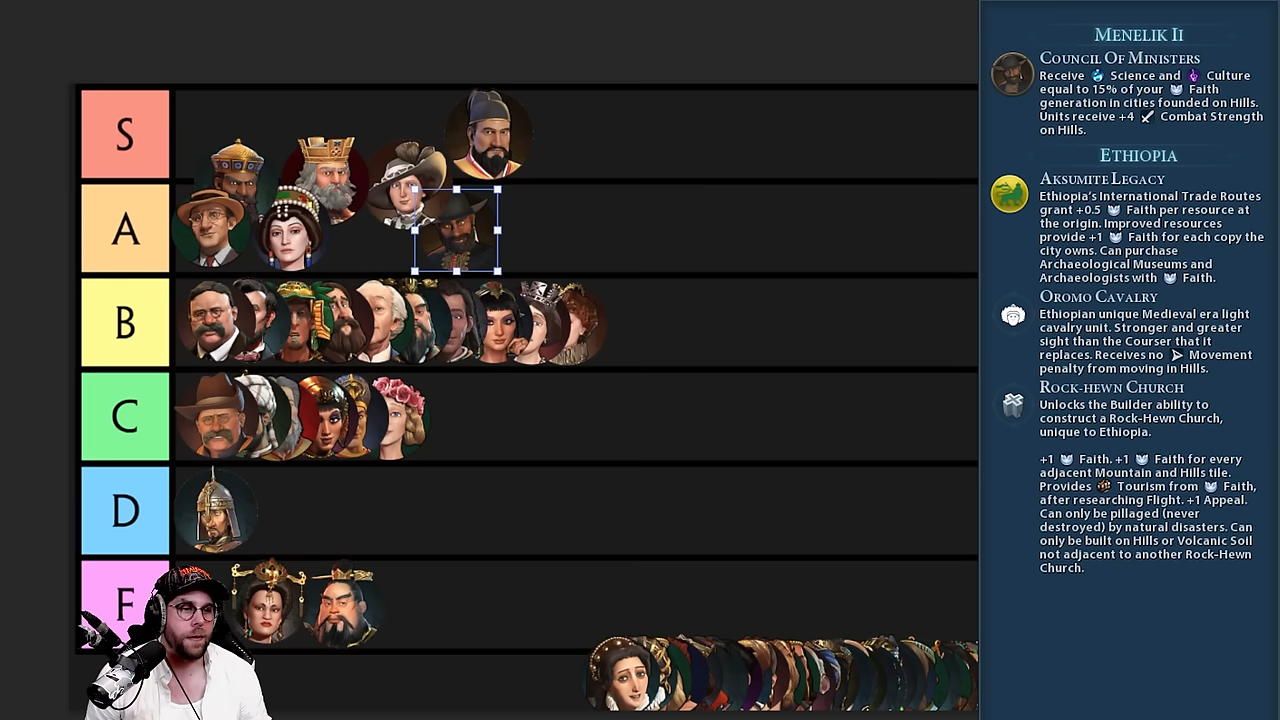 S
A
B
C
D
F
MENELIK II
COUNCIL OF MINISTERS
Receive Science and Culture
equal to 15% of your Faith
generation in cities founded on Hills.
Units receive +4 Combat Strength
on Hills.
ETHIOPIA
AKSUMITE LEGACY
Ethiopia's International Trade Routes
grant +0.5 Faith per resource at
the origin. Improved resources
provide +1 Faith for each copy the
city owns. Can purchase
Archaeological Museums and
Archaeologists with Faith.
OROMO CAVALRY
Ethiopian unique Medieval era light
cavalry unit. Stronger and greater
sight than the Courser that it
replaces. Receives no Movement
penalty from moving in Hills.
ROCK-HEWN CHURCH
Unlocks the Builder ability to
construct a Rock-Hewn Church,
unique to Ethiopia.
+1 Faith. +1 Faith for every
adjacent Mountain and Hills tile.
Provides Tourism from Faith,
after researching Flight. +1 Appeal.
Can only be pillaged (never
destroyed) by natural disasters. Can
only be built on Hills or Volcanic Soil
not adjacent to another Rock-Hewn
Church.